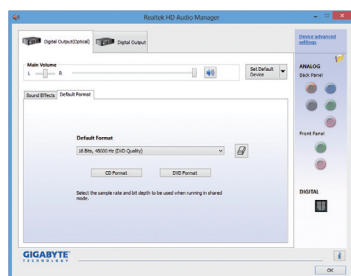 Realtek HD Audio Manager
Digital Output(Optical)
Digital Output
Device advanced
settings
Main Volume
L
R
Set Default
Device
ANALOG
Back Panel
Sound Effects
Default Format
Default Format
16 Bits, 48000 Hz (DVD Quality)
CD Format
DVD Format
Select the sample rate and bit depth to be used when running in shared
mode.
Front Panel
DIGITAL
GIGABYTE
TECHNOLOGY
i
OK